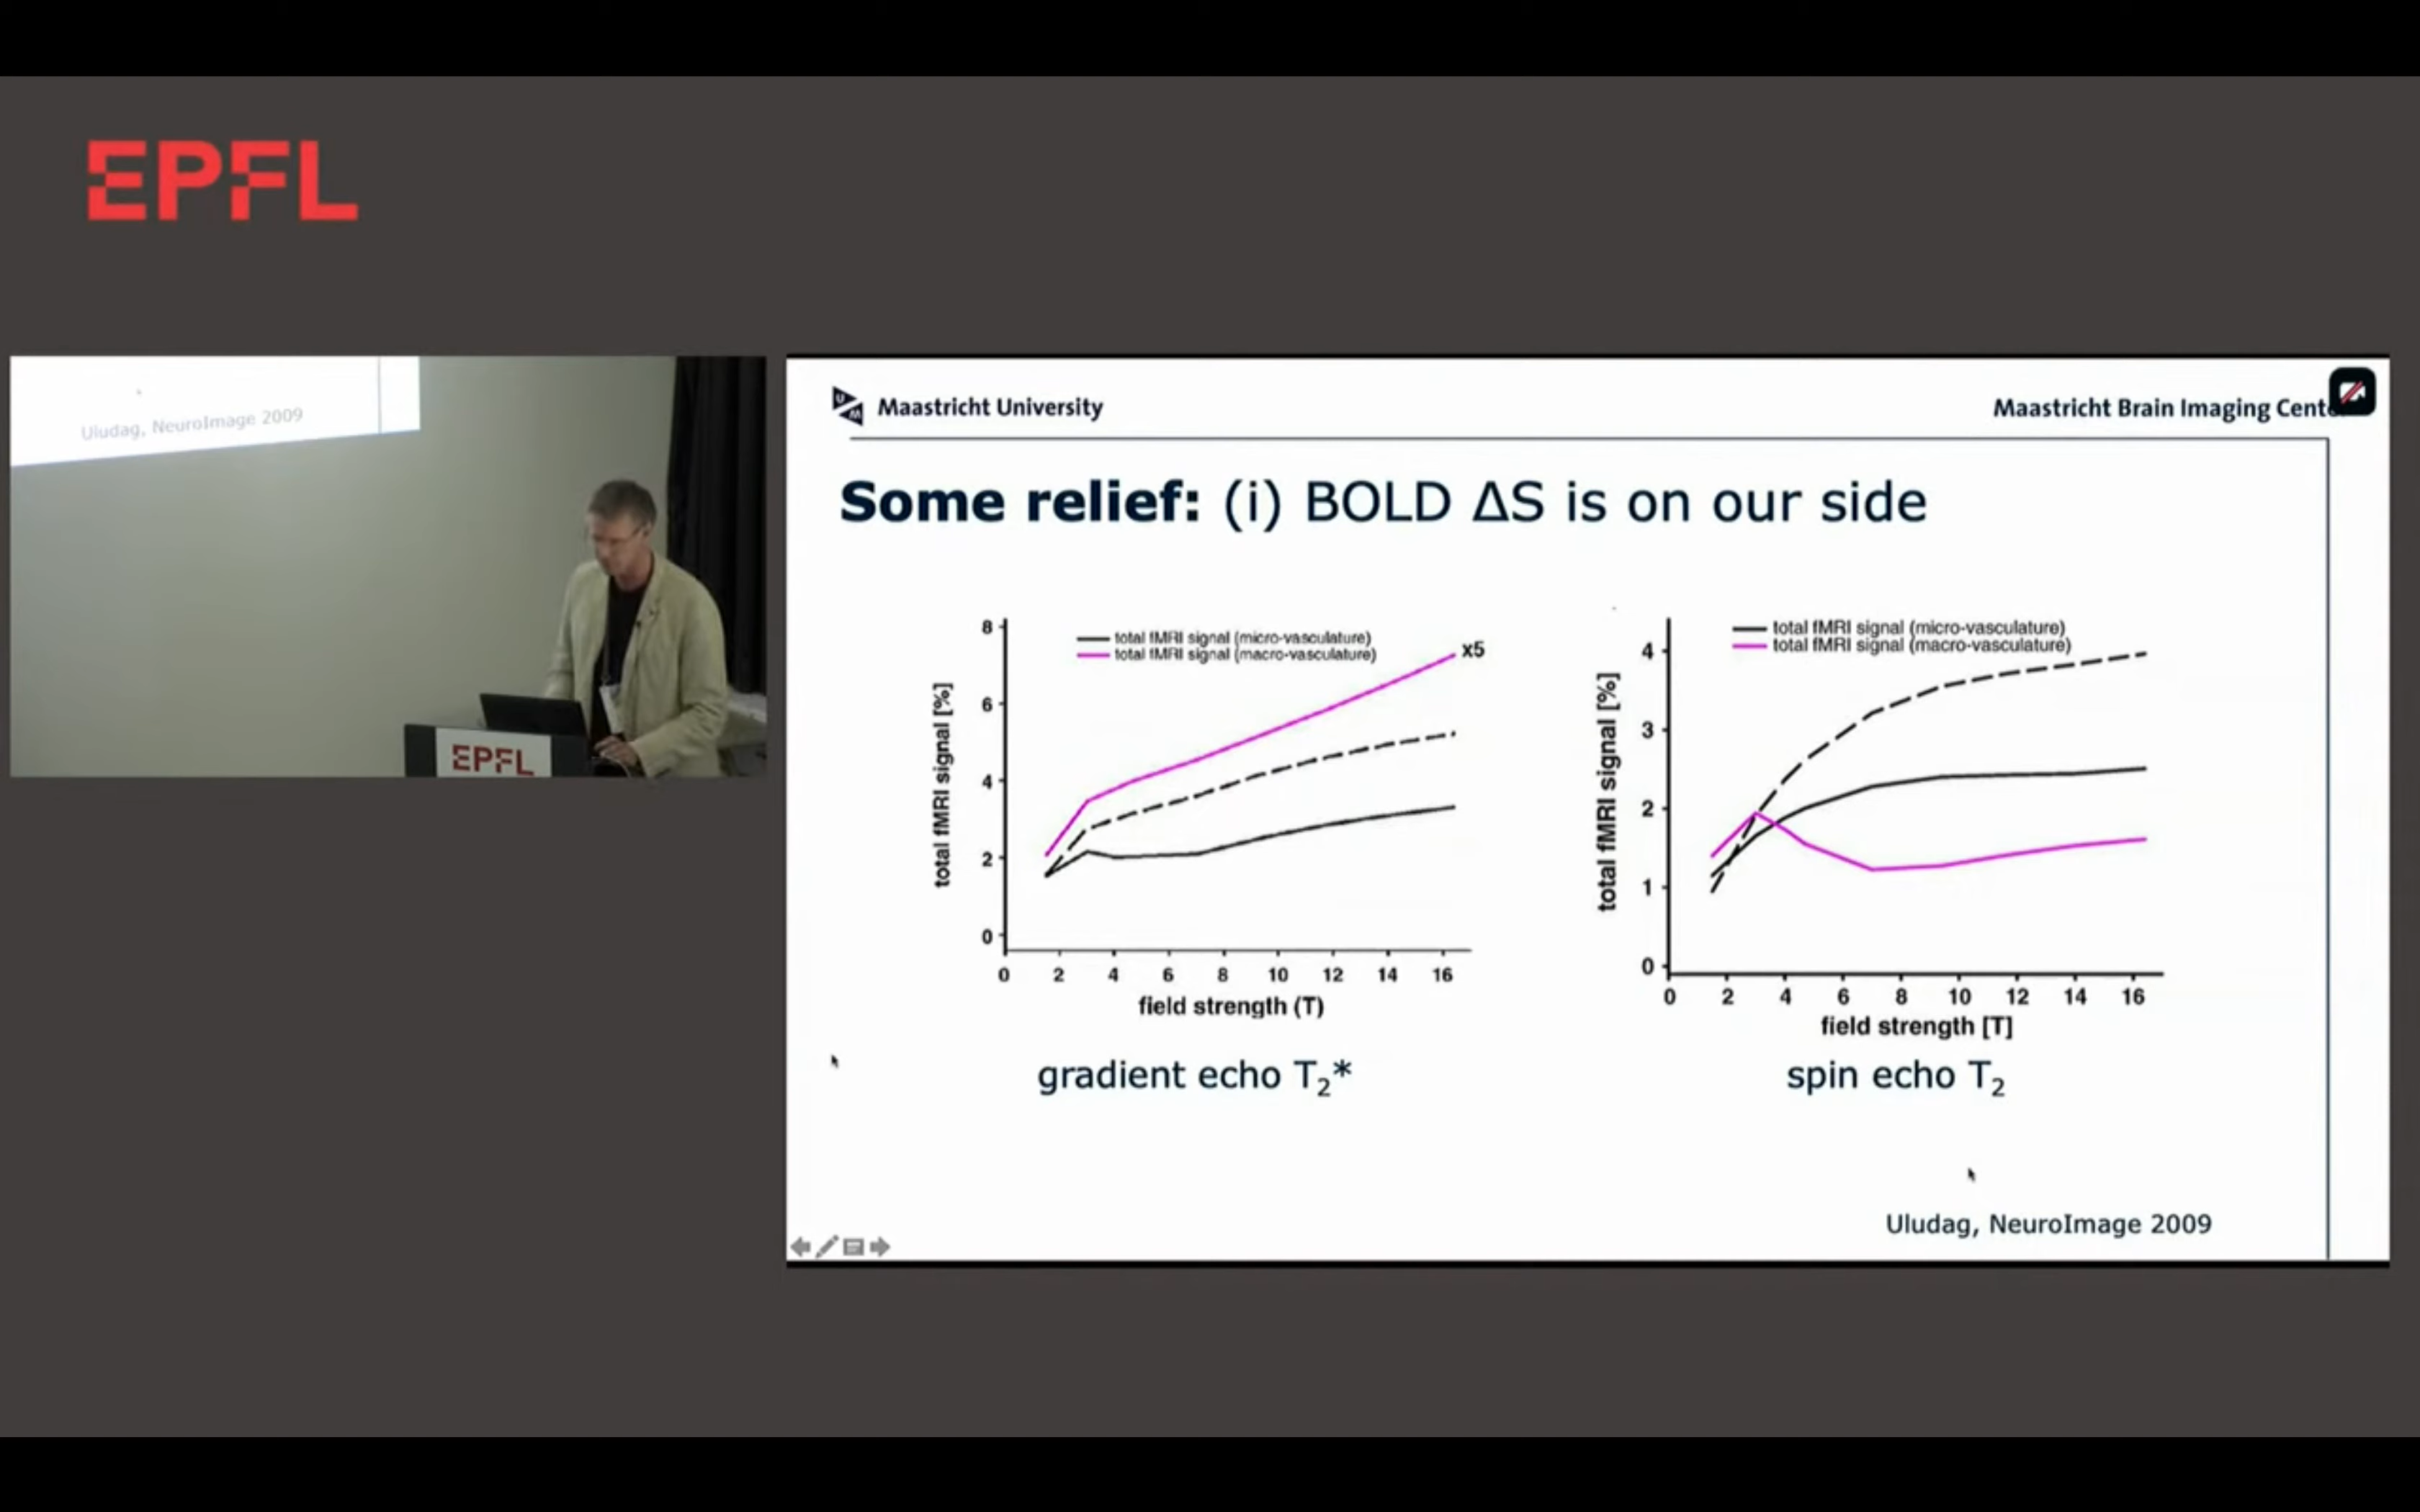 EPFL
Uludag, NeuroImage 2009
EPFL
Maastricht University
Maastricht Brain Imaging Cent
Some relief: (i) BOLD ΔS is on our side
total fMRI signal (micro-vasculature)
total fMRI signal (macro-vasculature)
x5
total fMRI signal [%]
8
6
4
2
0
0 2 4 6 8 10 12 14 16
field strength (T)
gradient echo T₂*
total fMRI signal (micro-vasculature)
total fMRI signal (macro-vasculature)
total fMRI signal [%]
4
3
2
1
0
0 2 4 6 8 10 12 14 16
field strength [T]
spin echo T₂
Uludag, NeuroImage 2009